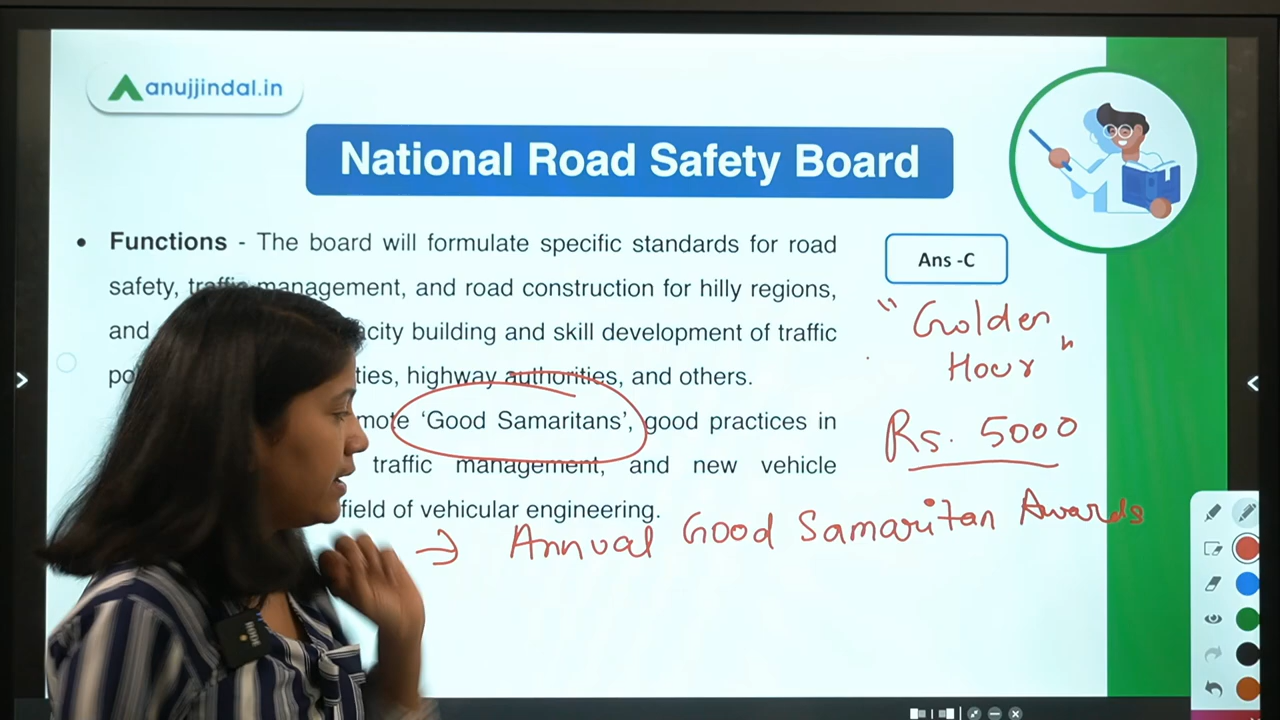 anujjindal.in
National Road Safety Board
• Functions - The board will formulate specific standards for road
safety, traffic management, and road construction for hilly regions,
and acity building and skill development of traffic
po ties, highway authorities, and others.
mote ‘Good Samaritans’, good practices in
traffic management, and new vehicle
field of vehicular engineering.
Ans -C
"Golden
Hour"
Rs. 5000
→ Annual Good Samaritan Awards